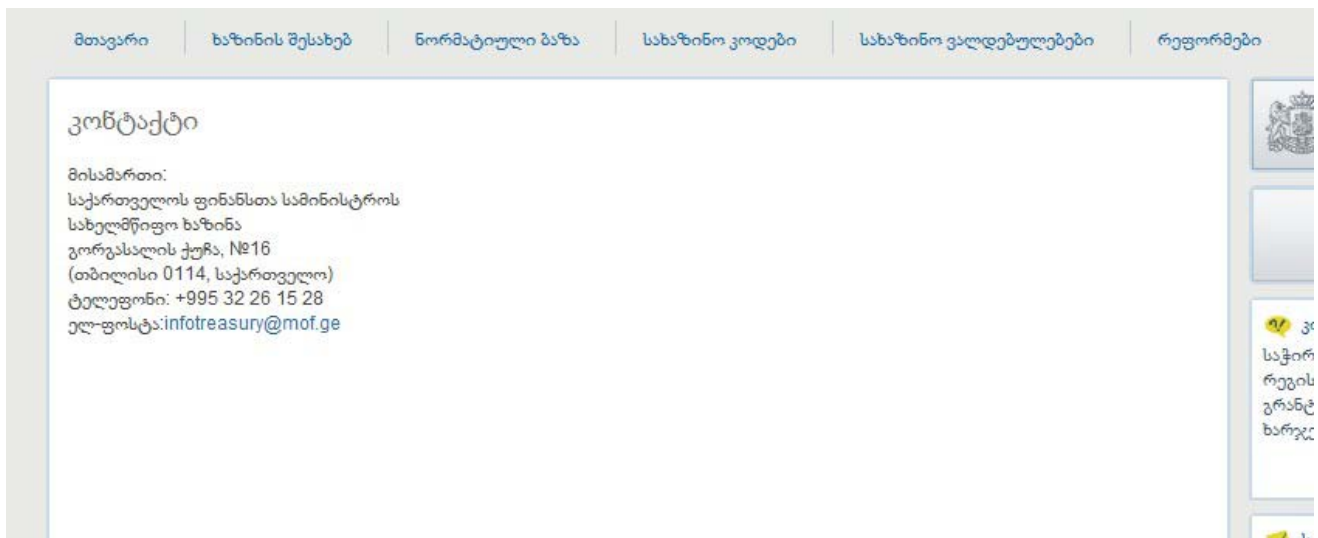 მთავარი
ხაზინის შესახებ
ნორმატიული ბაზა
სახაზინო კოდები
სახაზინო ვალდებულებები
რეფორმები
კონტაქტი
მისამართი:
საქართველოს ფინანსთა სამინისტროს
სახელმწიფო ხაზინა
გორგასალის ქუჩა, №16
(თბილისი 0114, საქართველო)
ტელეფონი: +995 32 26 15 28
ელ-ფოსტა:infotreasury@mof.ge